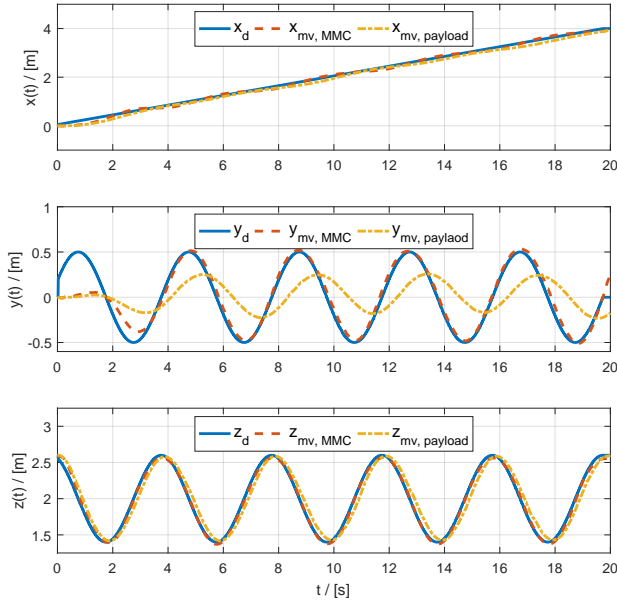 4
2
0
x(t) / [m]
x_d x_mv, MMC x_mv, payload
0 2 4 6 8 10 12 14 16 18 20
1
0.5
0
-0.5
y(t) / [m]
y_d y_mv, MMC y_mv, paylaod
0 2 4 6 8 10 12 14 16 18 20
3
2.5
2
1.5
z(t) / [m]
z_d z_mv, MMC z_mv, payload
0 2 4 6 8 10 12 14 16 18 20
t / [s]